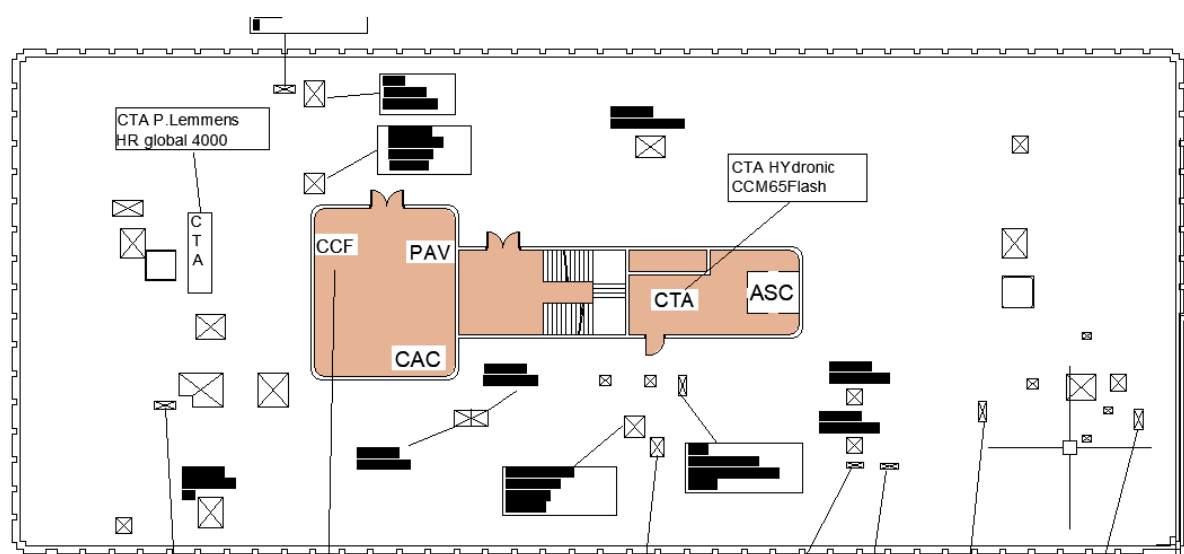 CTA P.Lemmens
HR global 4000
CTA HYdronic
CCM65Flash
C
T
A
CCF
PAV
CTA
ASC
CAC